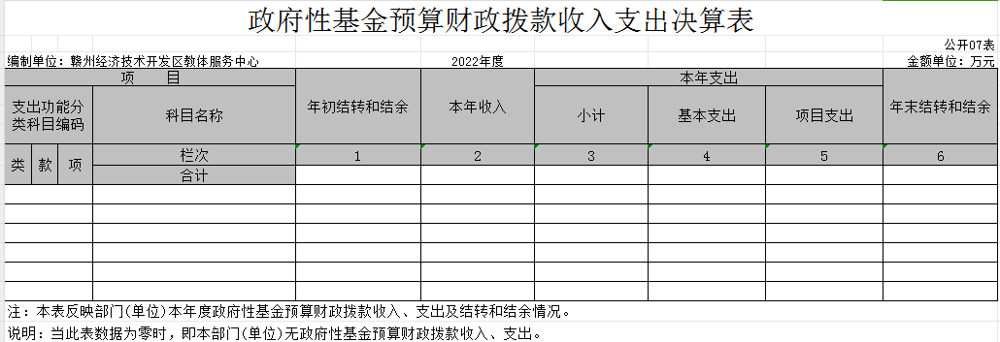 政府性基金预算财政拨款收入支出决算表
公开07表
编制单位：赣州经济技术开发区教体服务中心 2022年度 金额单位：万元
项 目 年初结转和结余 本年收入 本年支出 年末结转和结余
支出功能分类科目编码 科目名称 小计 基本支出 项目支出
类 款 项 栏次 1 2 3 4 5 6
合计
注：本表反映部门(单位)本年度政府性基金预算财政拨款收入、支出及结转和结余情况。
说明：当此表数据为零时，即本部门(单位)无政府性基金预算财政拨款收入、支出。